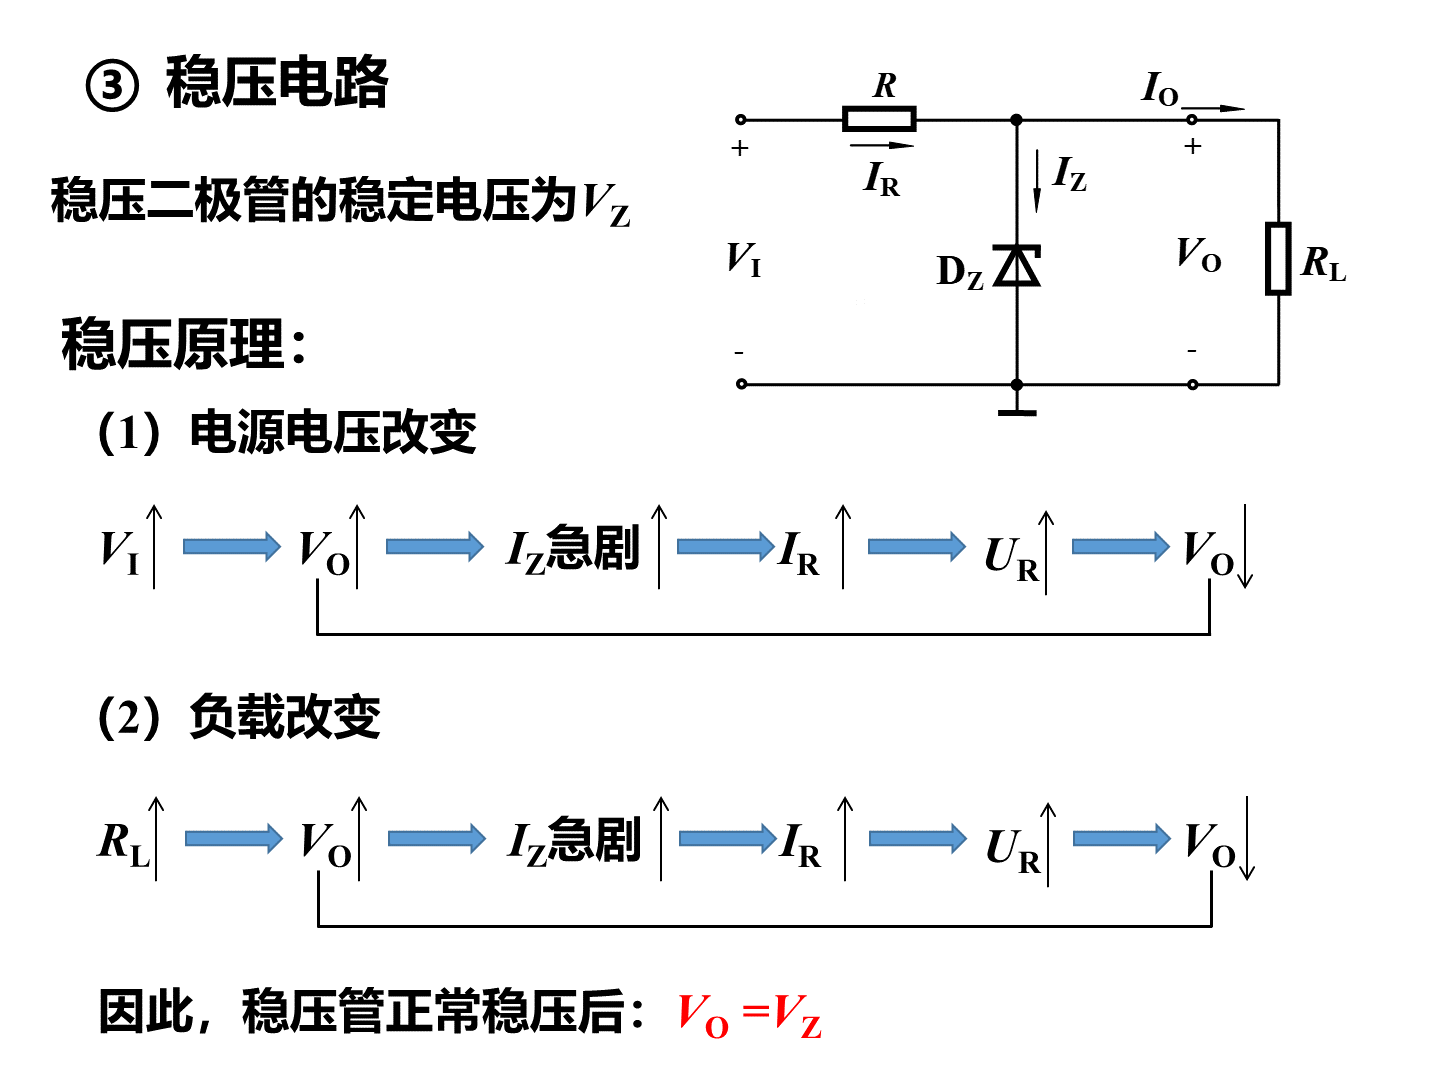 ③ 稳压电路
稳压二极管的稳定电压为VZ
R
IO
+
IR
IZ
+
VI
DZ
VO
RL
-
-
稳压原理：
（1）电源电压改变
VI↑ VO↑ IZ急剧↑ IR↑ UR↑ VO↓
（2）负载改变
RL↑ VO↑ IZ急剧↑ IR↑ UR↑ VO↓
因此，稳压管正常稳压后：VO =VZ